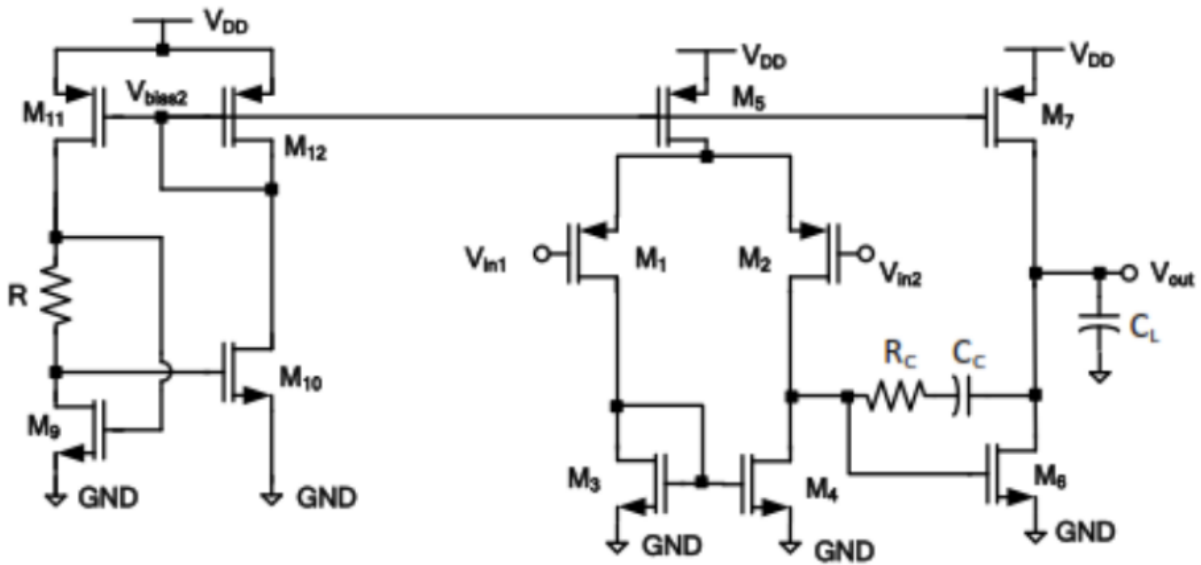 VDD
M11
Vbias2
M12
VDD
M5
VDD
M7
R
Vin1
M1
M2
Vin2
Vout
CL
M9
M10
RC
CC
GND
GND
M3
M4
M6
GND
GND
GND